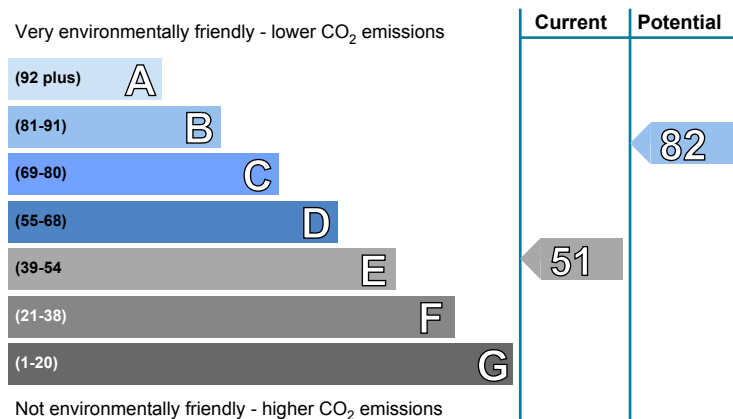 Current Potential
Very environmentally friendly - lower CO₂ emissions
(92 plus) A
(81-91) B
82
(69-80) C
(55-68) D
(39-54 E
51
(21-38) F
(1-20) G
Not environmentally friendly - higher CO₂ emissions